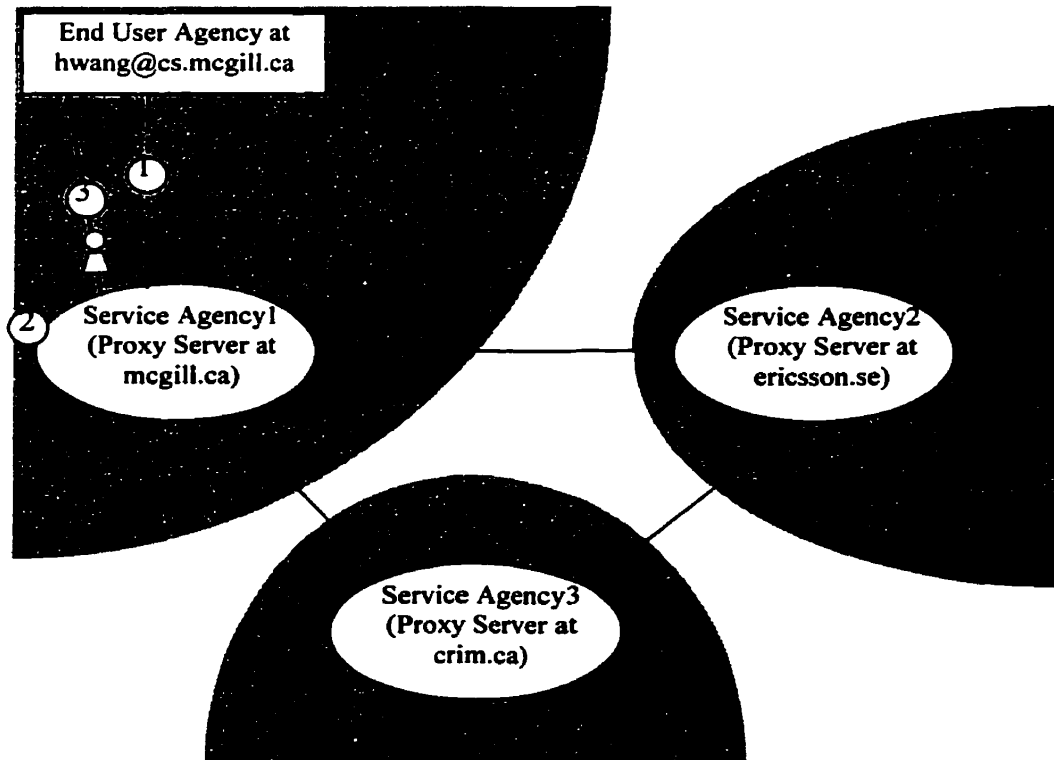 End User Agency at
hwang@cs.mcgill.ca
1
3
2
Service Agency1
(Proxy Server at
mcgill.ca)
Service Agency2
(Proxy Server at
ericsson.se)
Service Agency3
(Proxy Server at
crim.ca)